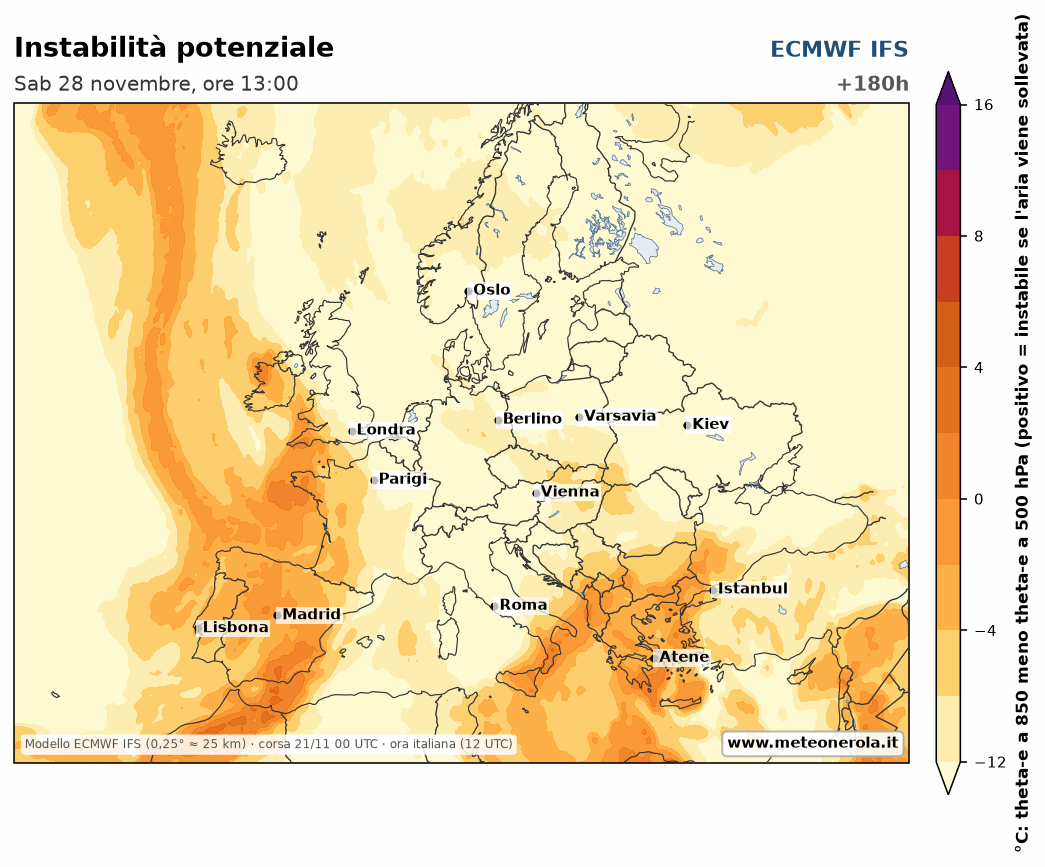 Instabilità potenziale
ECMWF IFS
Sab 28 novembre, ore 13:00
+180h
Oslo
Londra
Berlino
Varsavia
Kiev
Parigi
Vienna
Istanbul
Roma
Madrid
Lisbona
Atene
Modello ECMWF IFS (0,25° ≈ 25 km) · corsa 21/11 00 UTC · ora italiana (12 UTC)
www.meteonerola.it
16
8
4
0
−4
−12
°C: theta-e a 850 meno theta-e a 500 hPa (positivo = instabile se l'aria viene sollevata)